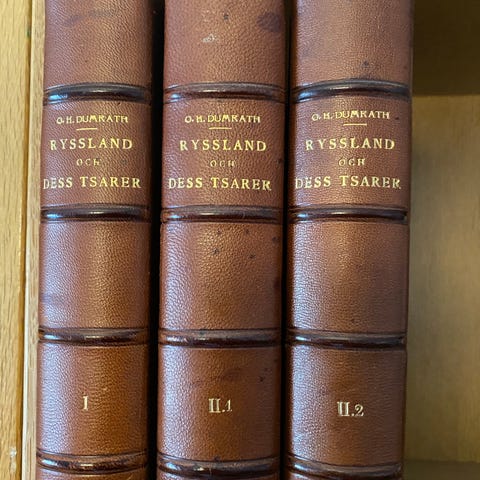 O. H. DUMRATH
RYSSLAND
OCH
DESS TSARER
I
O. H. DUMRATH
RYSSLAND
OCH
DESS TSARER
II.1
O. H. DUMRATH
RYSSLAND
OCH
DESS TSARER
II.2